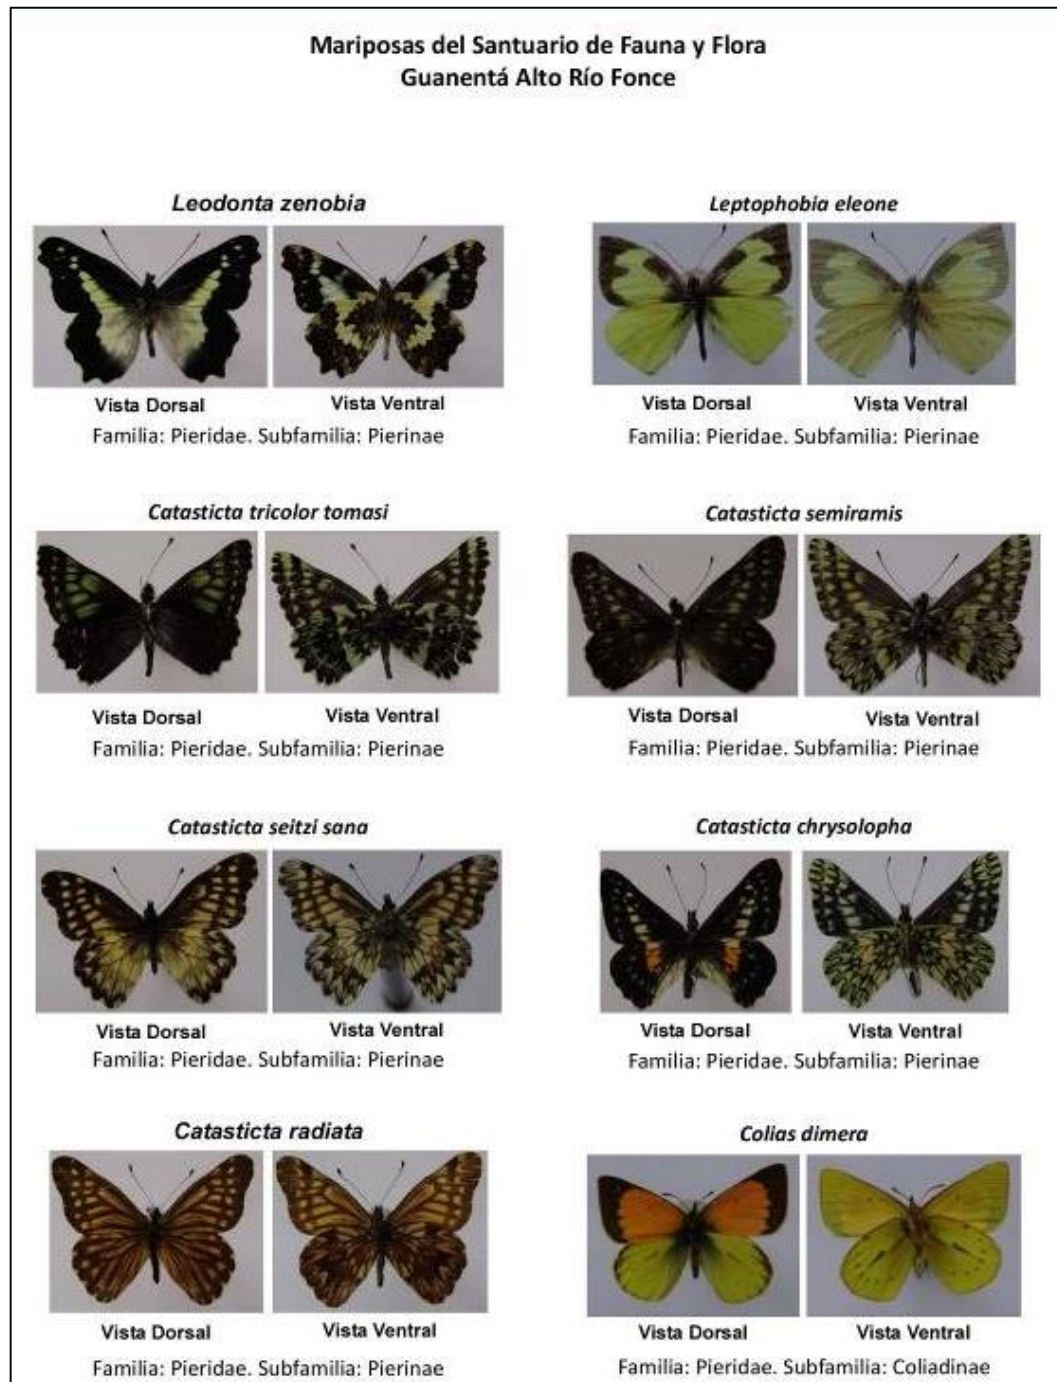 Mariposas del Santuario de Fauna y Flora
Guanentá Alto Río Fonce
Leodonta zenobia
Vista Dorsal
Vista Ventral
Familia: Pieridae. Subfamilia: Pierinae
Leptophobia eleone
Vista Dorsal
Vista Ventral
Familia: Pieridae. Subfamilia: Pierinae
Catasticta tricolor tomasi
Vista Dorsal
Vista Ventral
Familia: Pieridae. Subfamilia: Pierinae
Catasticta semiramis
Vista Dorsal
Vista Ventral
Familia: Pieridae. Subfamilia: Pierinae
Catasticta seitzi sana
Vista Dorsal
Vista Ventral
Familia: Pieridae. Subfamilia: Pierinae
Catasticta chrysolopha
Vista Dorsal
Vista Ventral
Familia: Pieridae. Subfamilia: Pierinae
Catasticta radiata
Vista Dorsal
Vista Ventral
Familia: Pieridae. Subfamilia: Pierinae
Colias dimera
Vista Dorsal
Vista Ventral
Familia: Pieridae. Subfamilia: Coliadinae